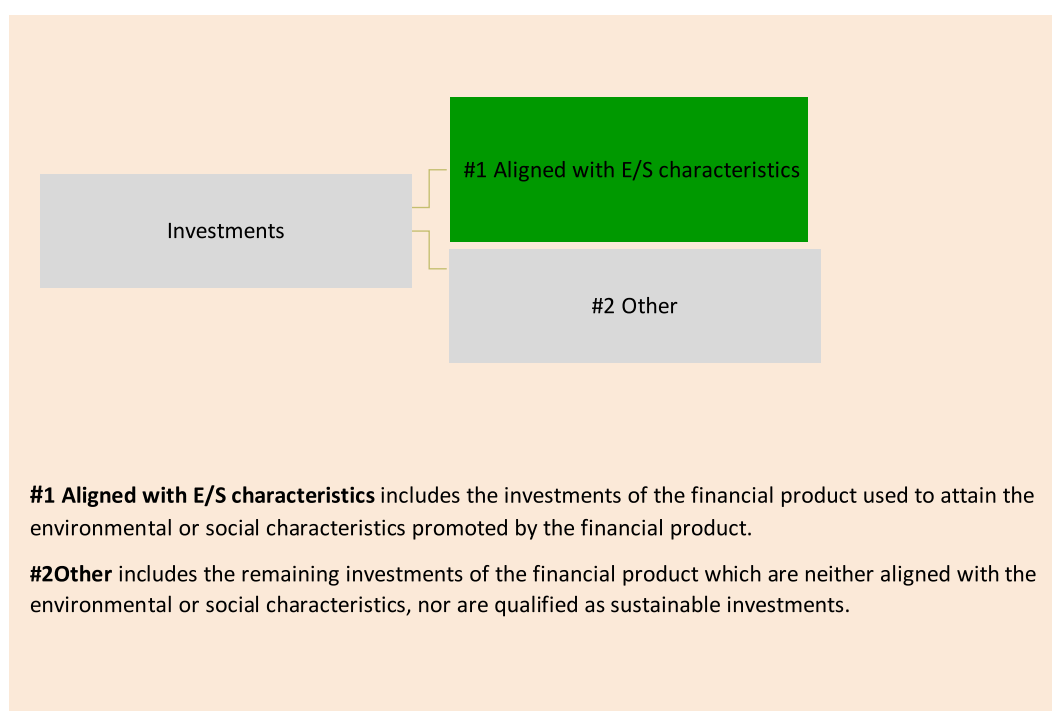 #1 Aligned with E/S characteristics
Investments
#2 Other
#1 Aligned with E/S characteristics includes the investments of the financial product used to attain the
environmental or social characteristics promoted by the financial product.
#2Other includes the remaining investments of the financial product which are neither aligned with the
environmental or social characteristics, nor are qualified as sustainable investments.